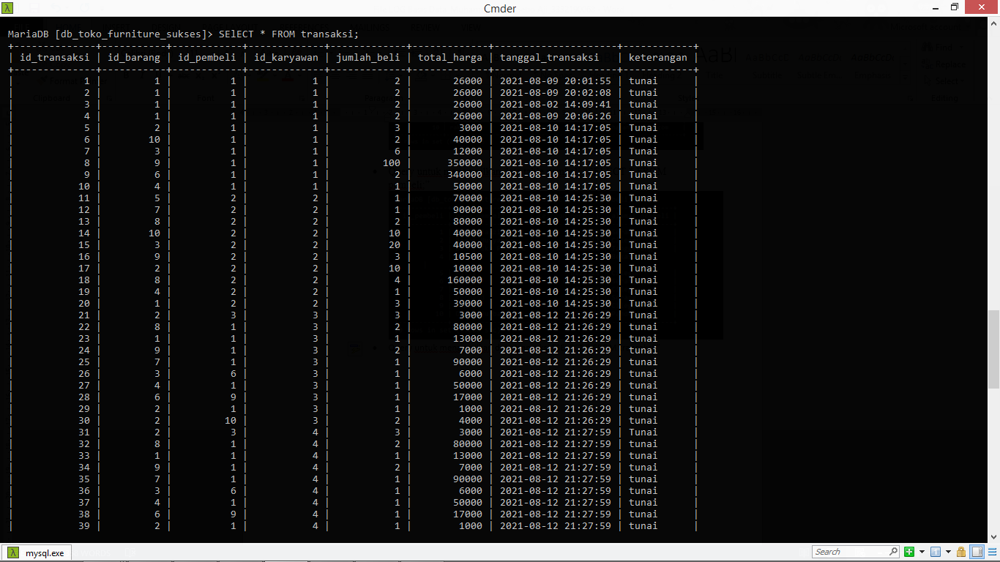 Cmder
MariaDB [db_toko_furniture_sukses]> SElECT * FROM transaksi;
+--------------+-----------+------------+-------------+-------------+-------------+---------------------+------------+
| id_transaksi | id_barang | id_pembeli | id_karyawan | jumlah_beli | total_harga | tanggal_transaksi   | keterangan |
+--------------+-----------+------------+-------------+-------------+-------------+---------------------+------------+
| 1 | 1 | 1 | 1 | 2 | 26000 | 2021-08-09 20:01:55 | tunai |
| 2 | 1 | 1 | 1 | 2 | 26000 | 2021-08-09 20:02:08 | tunai |
| 3 | 1 | 1 | 1 | 2 | 26000 | 2021-08-02 14:09:41 | tunai |
| 4 | 1 | 1 | 1 | 2 | 26000 | 2021-08-09 20:06:26 | tunai |
| 5 | 2 | 1 | 1 | 3 | 3000 | 2021-08-10 14:17:05 | Tunai |
| 6 | 10 | 1 | 1 | 2 | 40000 | 2021-08-10 14:17:05 | Tunai |
| 7 | 3 | 1 | 1 | 6 | 12000 | 2021-08-10 14:17:05 | Tunai |
| 8 | 9 | 1 | 1 | 100 | 350000 | 2021-08-10 14:17:05 | Tunai |
| 9 | 6 | 1 | 1 | 2 | 340000 | 2021-08-10 14:17:05 | Tunai |
| 10 | 4 | 1 | 1 | 1 | 50000 | 2021-08-10 14:17:05 | Tunai |
| 11 | 5 | 2 | 2 | 1 | 70000 | 2021-08-10 14:25:30 | Tunai |
| 12 | 7 | 2 | 2 | 1 | 90000 | 2021-08-10 14:25:30 | Tunai |
| 13 | 8 | 2 | 2 | 2 | 80000 | 2021-08-10 14:25:30 | Tunai |
| 14 | 10 | 2 | 2 | 10 | 40000 | 2021-08-10 14:25:30 | Tunai |
| 15 | 3 | 2 | 2 | 20 | 40000 | 2021-08-10 14:25:30 | Tunai |
| 16 | 9 | 2 | 2 | 3 | 10500 | 2021-08-10 14:25:30 | Tunai |
| 17 | 2 | 2 | 2 | 10 | 10000 | 2021-08-10 14:25:30 | Tunai |
| 18 | 8 | 2 | 2 | 4 | 160000 | 2021-08-10 14:25:30 | Tunai |
| 19 | 4 | 2 | 2 | 1 | 50000 | 2021-08-10 14:25:30 | Tunai |
| 20 | 1 | 2 | 2 | 3 | 39000 | 2021-08-10 14:25:30 | Tunai |
| 21 | 2 | 3 | 3 | 3 | 3000 | 2021-08-12 21:26:29 | Tunai |
| 22 | 8 | 1 | 3 | 2 | 80000 | 2021-08-12 21:26:29 | tunai |
| 23 | 1 | 1 | 3 | 1 | 13000 | 2021-08-12 21:26:29 | tunai |
| 24 | 9 | 1 | 3 | 2 | 7000 | 2021-08-12 21:26:29 | tunai |
| 25 | 7 | 1 | 3 | 1 | 90000 | 2021-08-12 21:26:29 | tunai |
| 26 | 3 | 6 | 3 | 1 | 6000 | 2021-08-12 21:26:29 | tunai |
| 27 | 4 | 1 | 3 | 1 | 50000 | 2021-08-12 21:26:29 | tunai |
| 28 | 6 | 9 | 3 | 1 | 17000 | 2021-08-12 21:26:29 | tunai |
| 29 | 2 | 1 | 3 | 1 | 1000 | 2021-08-12 21:26:29 | tunai |
| 30 | 2 | 10 | 3 | 2 | 4000 | 2021-08-12 21:26:29 | tunai |
| 31 | 2 | 3 | 4 | 3 | 3000 | 2021-08-12 21:27:59 | Tunai |
| 32 | 8 | 1 | 4 | 2 | 80000 | 2021-08-12 21:27:59 | tunai |
| 33 | 1 | 1 | 4 | 1 | 13000 | 2021-08-12 21:27:59 | tunai |
| 34 | 9 | 1 | 4 | 2 | 7000 | 2021-08-12 21:27:59 | tunai |
| 35 | 7 | 1 | 4 | 1 | 90000 | 2021-08-12 21:27:59 | tunai |
| 36 | 3 | 6 | 4 | 1 | 6000 | 2021-08-12 21:27:59 | tunai |
| 37 | 4 | 1 | 4 | 1 | 50000 | 2021-08-12 21:27:59 | tunai |
| 38 | 6 | 9 | 4 | 1 | 17000 | 2021-08-12 21:27:59 | tunai |
| 39 | 2 | 1 | 4 | 1 | 1000 | 2021-08-12 21:27:59 | tunai |
mysql.exe
Search